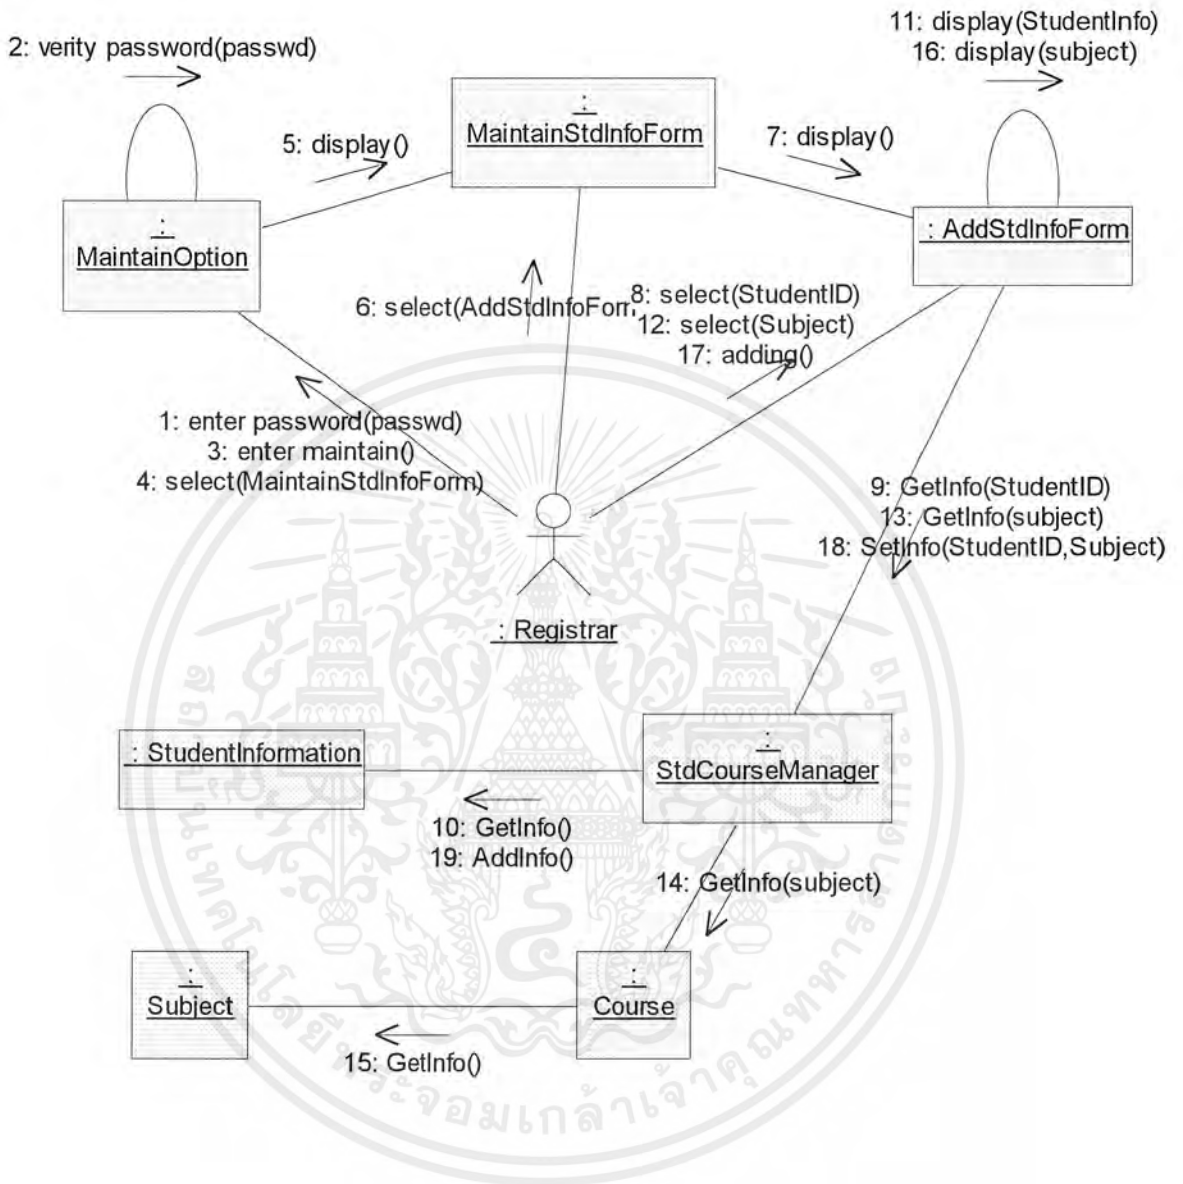 11: display(StudentInfo)
2: verity password(passwd)
16: display(subject)
:
MaintainStdInfoForm
5: display()
7: display()
:
MaintainOption
: AddStdInfoForm
6: select(AddStdInfoForm
8: select(StudentID)
12: select(Subject)
17: adding()
1: enter password(passwd)
3: enter maintain()
4: select(MaintainStdInfoForm)
9: GetInfo(StudentID)
13: GetInfo(subject)
18: SetInfo(StudentID,Subject)
: Registrar
: StudentInformation
:
StdCourseManager
10: GetInfo()
19: AddInfo()
14: GetInfo(subject)
:
Subject
:
Course
15: GetInfo()